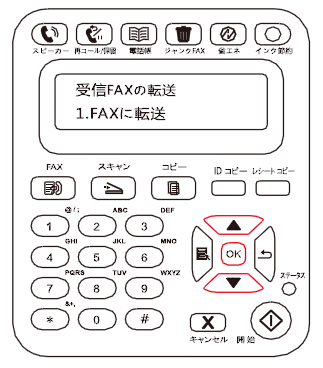 スピーカー 再コール/保留 電話帳 ジャンクFAX 省エネ インク節約
受信FAXの転送
1.FAXに転送
FAX スキャン コピー IDコピー レシートコピー
@/: ABC DEF
1 2 3
GHI JKL MNO
4 5 6 OK
PQRS TUV WXYZ ステータス
7 8 9
&+,
* 0 # X
キャンセル 開始